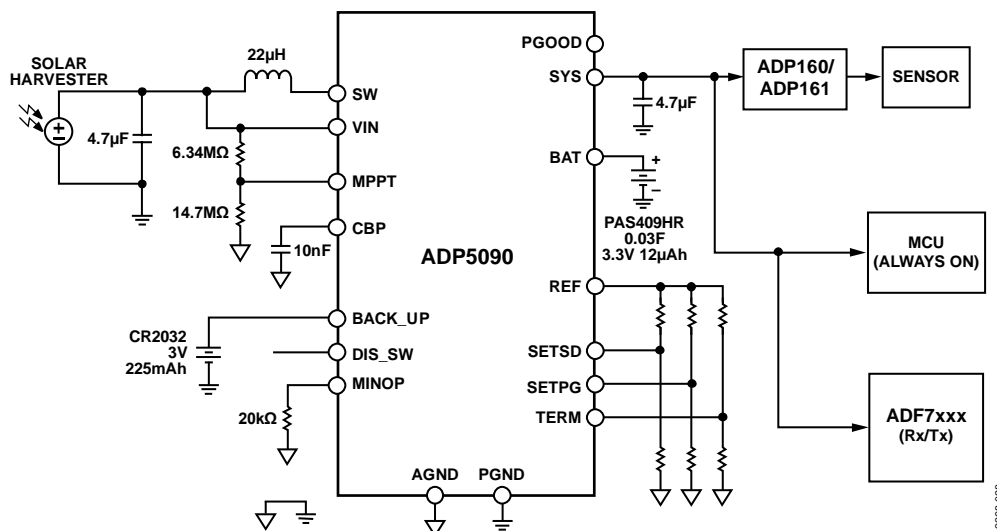 SOLAR
HARVESTER
4.7µF
22µH
6.34MΩ
14.7MΩ
10nF
CR2032
3V
225mAh
20kΩ
SW
VIN
MPPT
CBP
BACK_UP
DIS_SW
MINOP
ADP5090
AGND
PGND
PGOOD
SYS
BAT
REF
SETSD
SETPG
TERM
4.7µF
+
–
PAS409HR
0.03F
3.3V 12µAh
ADP160/
ADP161
SENSOR
MCU
(ALWAYS ON)
ADF7xxx
(Rx/Tx)